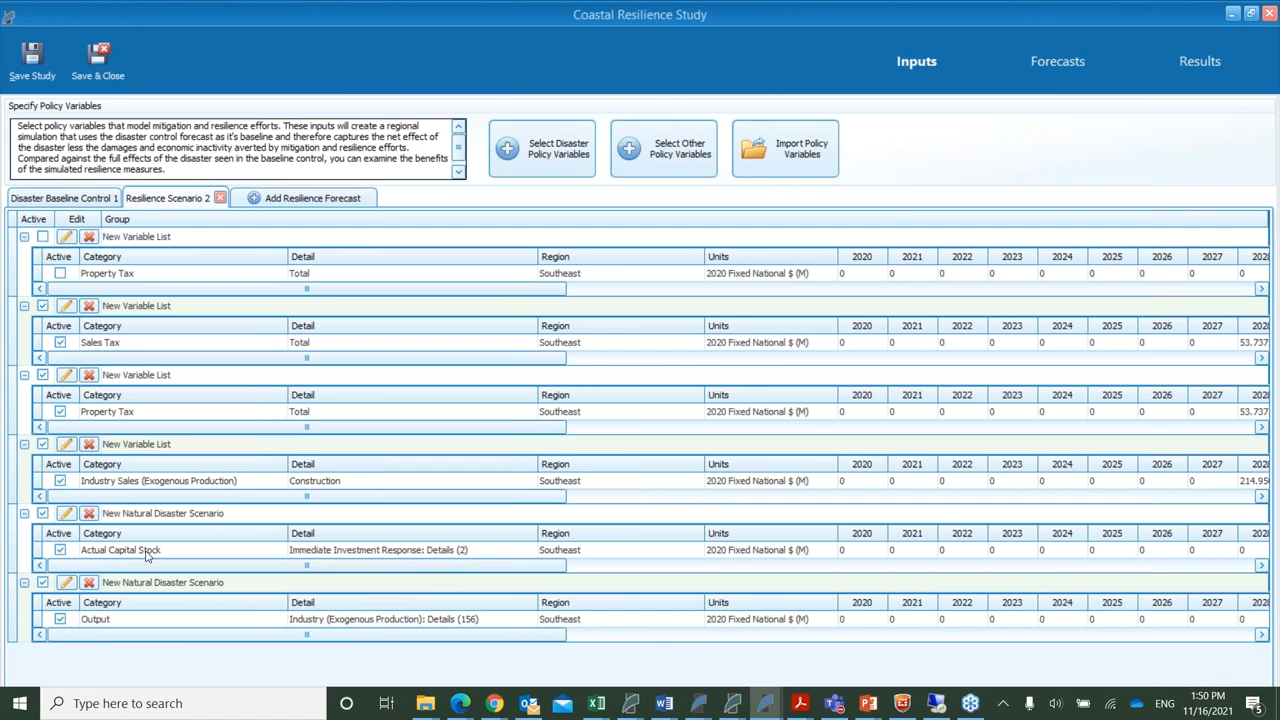 Coastal Resilience Study
Save Study
Save & Close
Inputs
Forecasts
Results
Specify Policy Variables
Select policy variables that model mitigation and resilience efforts. These inputs will create a regional
simulation that uses the disaster control forecast as it's baseline and therefore captures the net effect of
the disaster less the damages and economic inactivity averted by mitigation and resilience efforts.
Compared against the full effects of the disaster seen in the baseline control, you can examine the benefits
of the simulated resilience measures.
Select Disaster
Policy Variables
Select Other
Policy Variables
Import Policy
Variables
Disaster Baseline Control 1
Resilience Scenario 2
Add Resilience Forecast
Active Edit Group
New Variable List
Active Category Detail Region Units 2020 2021 2022 2023 2024 2025 2026 2027 2028
Property Tax Total Southeast 2020 Fixed National $ (M) 0 0 0 0 0 0 0 0 0
New Variable List
Active Category Detail Region Units 2020 2021 2022 2023 2024 2025 2026 2027 2028
Sales Tax Total Southeast 2020 Fixed National $ (M) 0 0 0 0 0 0 0 0 53.737
New Variable List
Active Category Detail Region Units 2020 2021 2022 2023 2024 2025 2026 2027 2028
Property Tax Total Southeast 2020 Fixed National $ (M) 0 0 0 0 0 0 0 0 53.737
New Variable List
Active Category Detail Region Units 2020 2021 2022 2023 2024 2025 2026 2027 2028
Industry Sales (Exogenous Production) Construction Southeast 2020 Fixed National $ (M) 0 0 0 0 0 0 0 0 214.950
New Natural Disaster Scenario
Active Category Detail Region Units 2020 2021 2022 2023 2024 2025 2026 2027 2028
Actual Capital Stock Immediate Investment Response: Details (2) Southeast 2020 Fixed National $ (M) 0 0 0 0 0 0 0 0 0
New Natural Disaster Scenario
Active Category Detail Region Units 2020 2021 2022 2023 2024 2025 2026 2027 2028
Output Industry (Exogenous Production): Details (156) Southeast 2020 Fixed National $ (M) 0 0 0 0 0 0 0 0 0
Type here to search
ENG
1:50 PM
11/16/2021